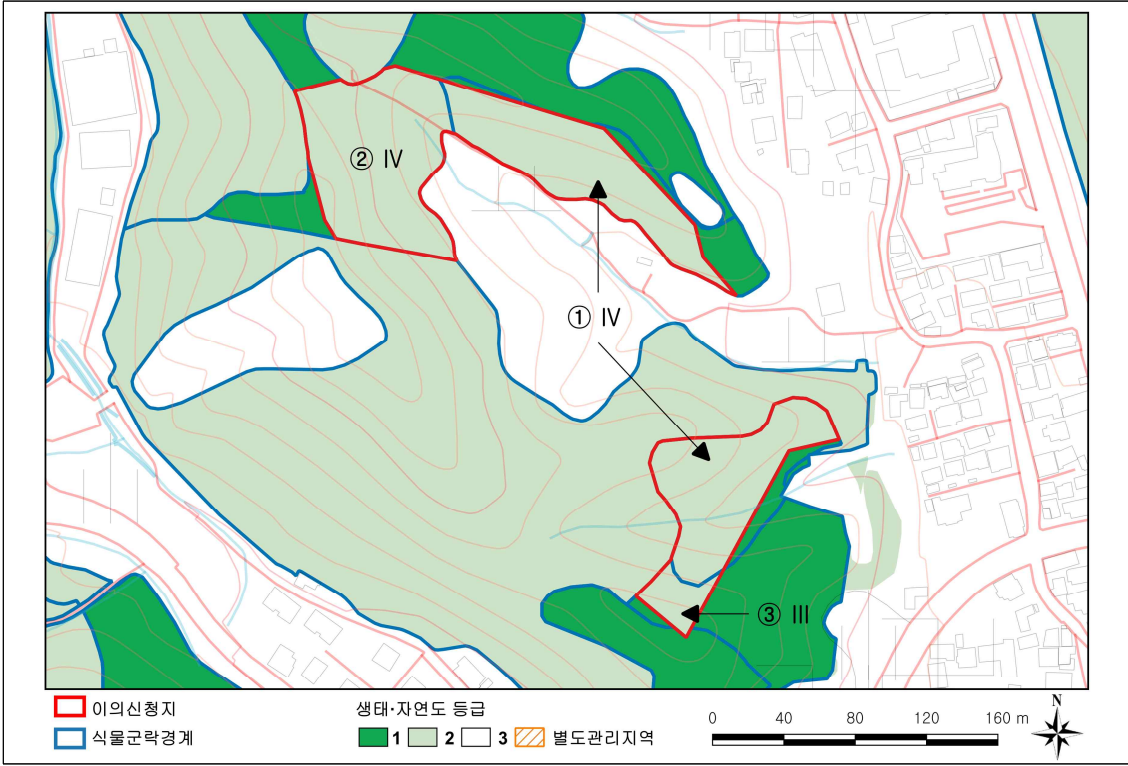 ② IV
① IV
③ III
이의신청지
식물군락경계
생태·자연도 등급
1 2 3 별도관리지역
0 40 80 120 160 m
N